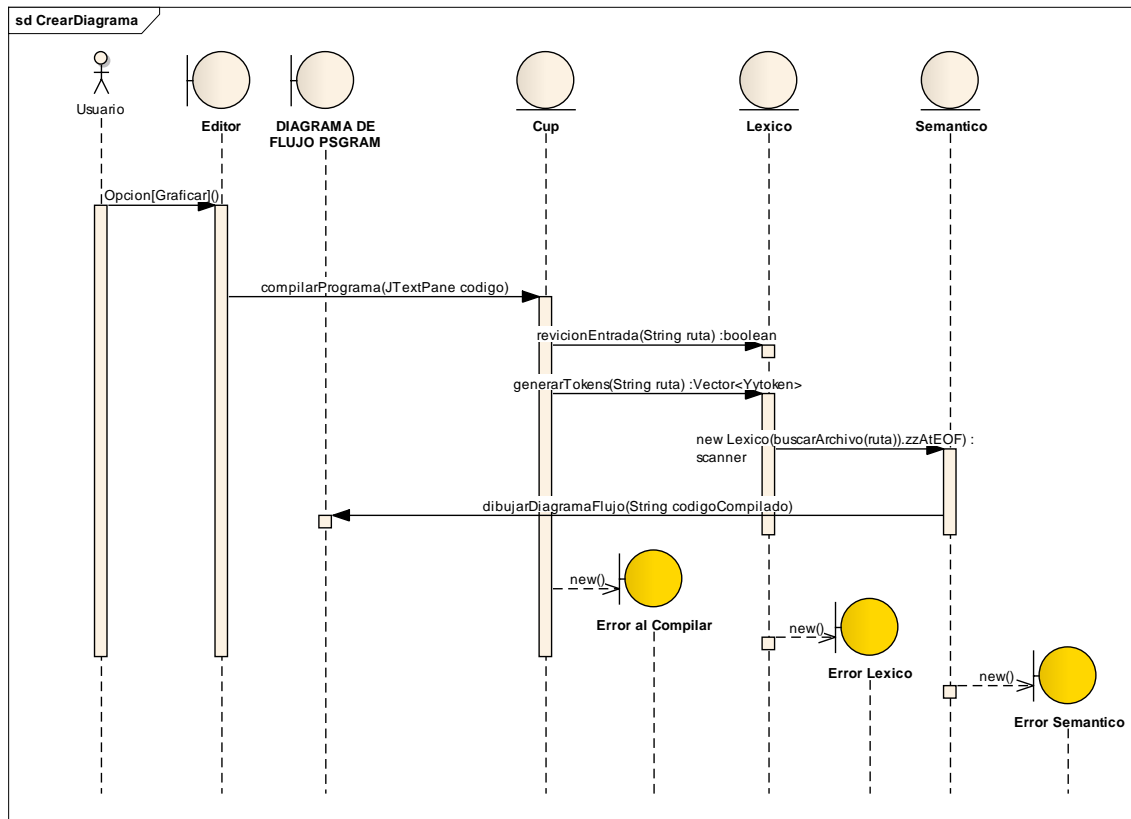 sd CrearDiagrama
Usuario
Editor
DIAGRAMA DE
FLUJO PSGRAM
Cup
Lexico
Semantico
Opcion[Graficar]()
compilarPrograma(JTextPane codigo)
revicionEntrada(String ruta) :boolean
generarTokens(String ruta) :Vector<Yytoken>
new Lexico(buscarArchivo(ruta)).zzAtEOF) :
scanner
dibujarDiagramaFlujo(String codigoCompilado)
new()
Error al Compilar
new()
Error Lexico
new()
Error Semantico